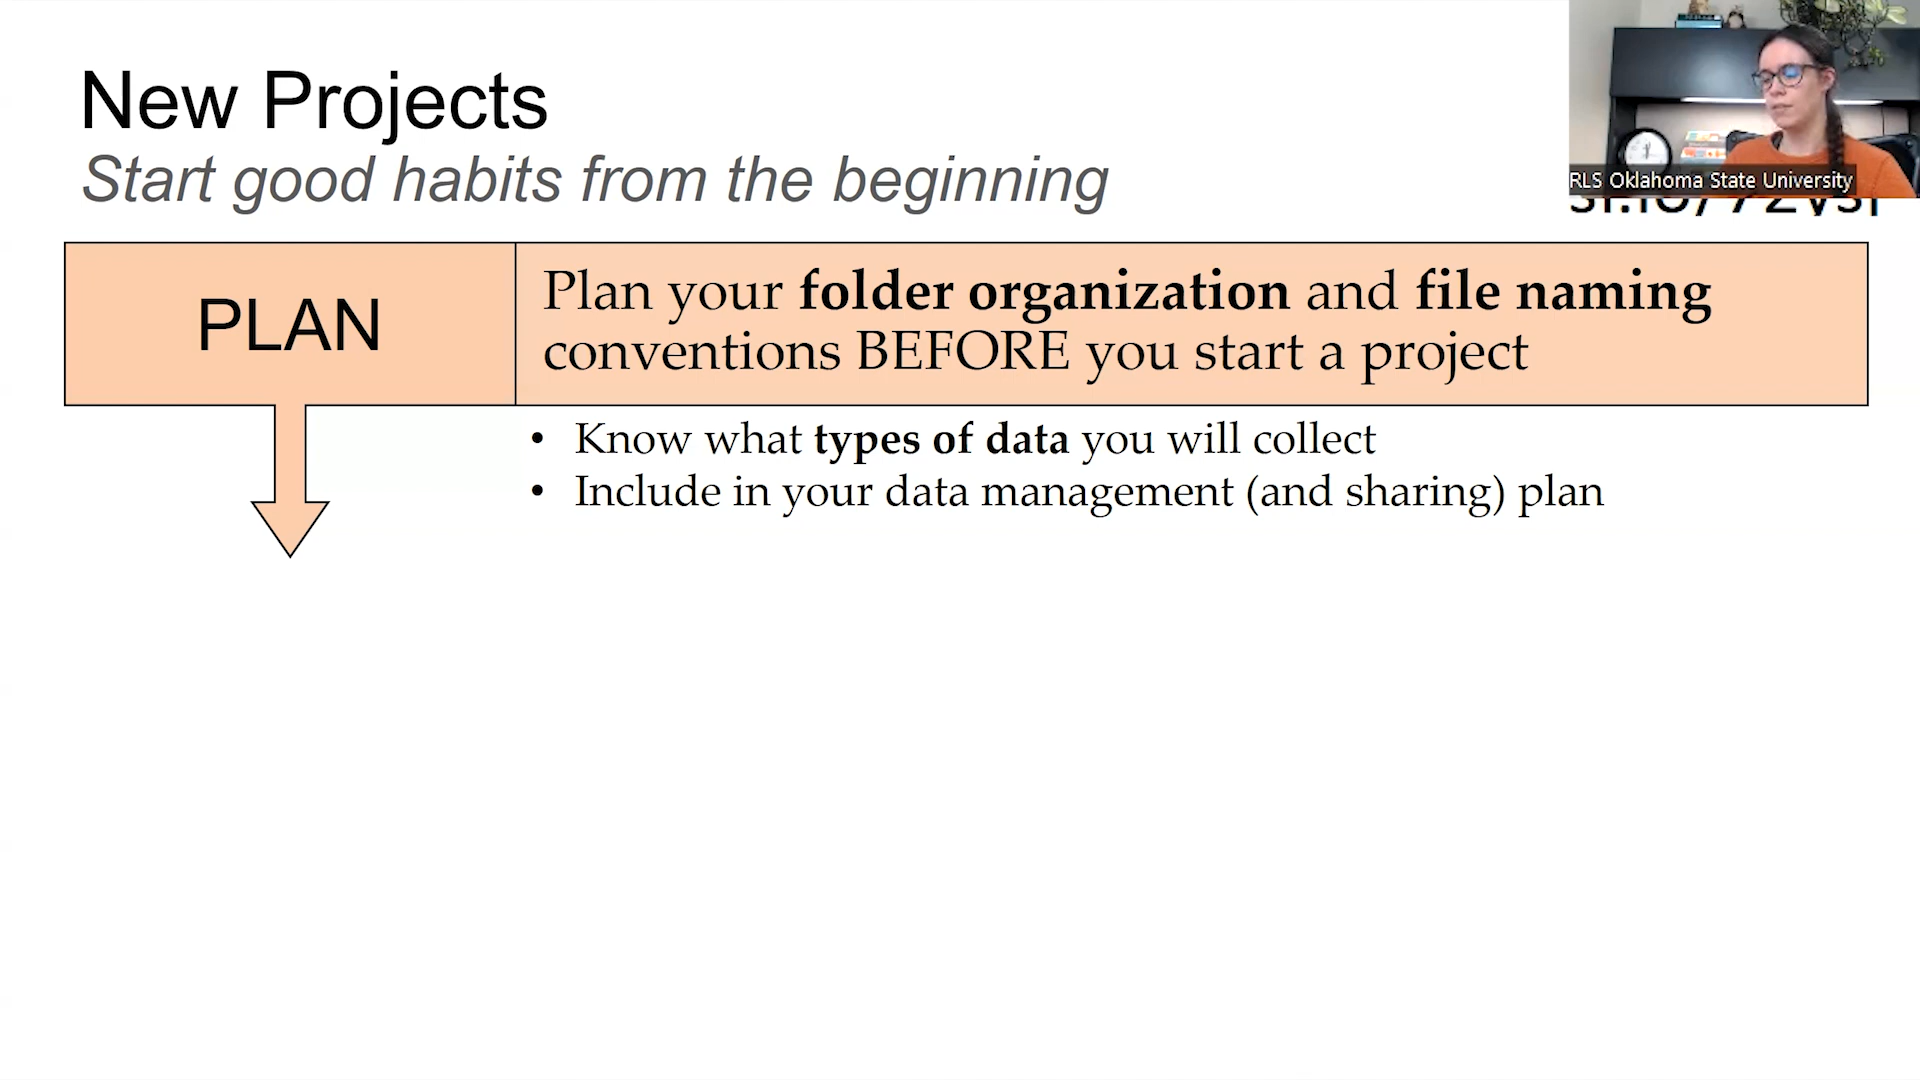 New Projects
Start good habits from the beginning
RLS Oklahoma State University
PLAN
Plan your folder organization and file naming
conventions BEFORE you start a project
• Know what types of data you will collect
• Include in your data management (and sharing) plan